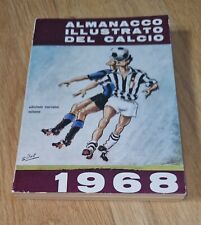 ALMANACCO
ILLUSTRATO
DEL CALCIO
edizioni carcano
milano
1968